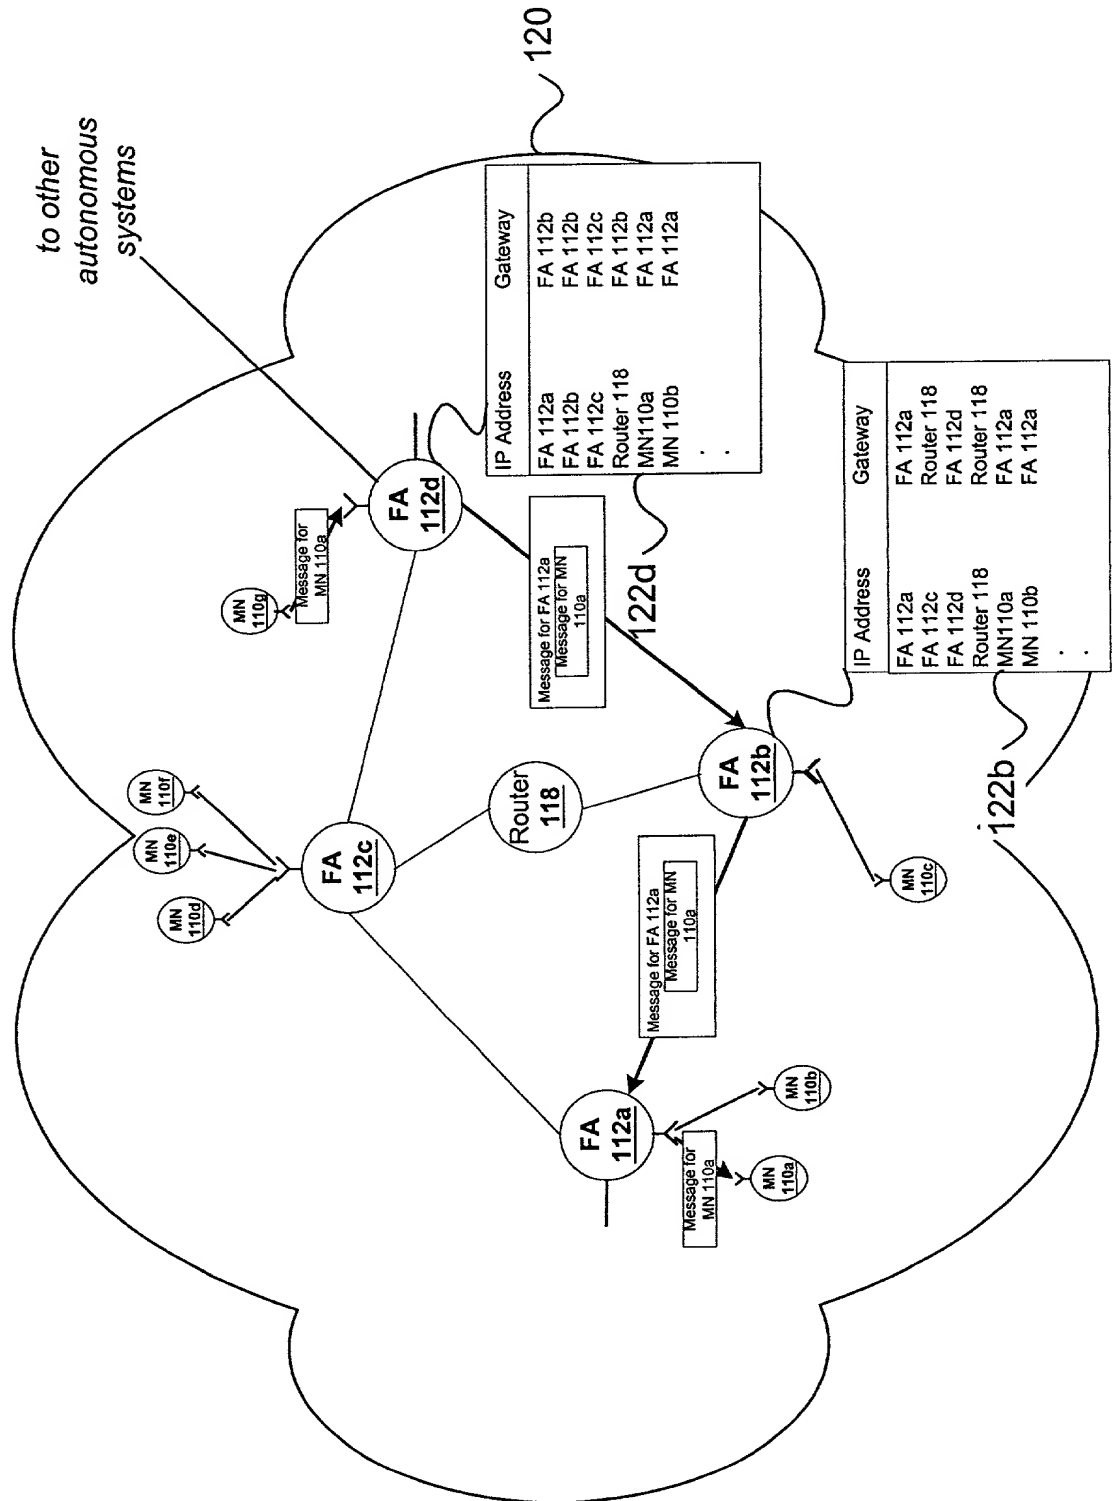 to other
autonomous
systems
120
MN
110f
MN
110e
MN
110d
MN
110g
Message for
MN 110a
FA
112d
FA
112c
Router
118
FA
112b
FA
112a
Message for FA 112a
Message for MN
110a
Message for FA 112a
Message for MN
110a
Message for
MN 110a
MN
110a
MN
110b
MN
110c
IP Address Gateway
FA 112a FA 112b
FA 112b FA 112b
FA 112c FA 112c
Router 118 FA 112b
MN110a FA 112a
MN 110b FA 112a
. .
122d
IP Address Gateway
FA 112a FA 112a
FA 112c Router 118
FA 112d FA 112d
Router 118 Router 118
MN110a FA 112a
MN 110b FA 112a
. .
122b